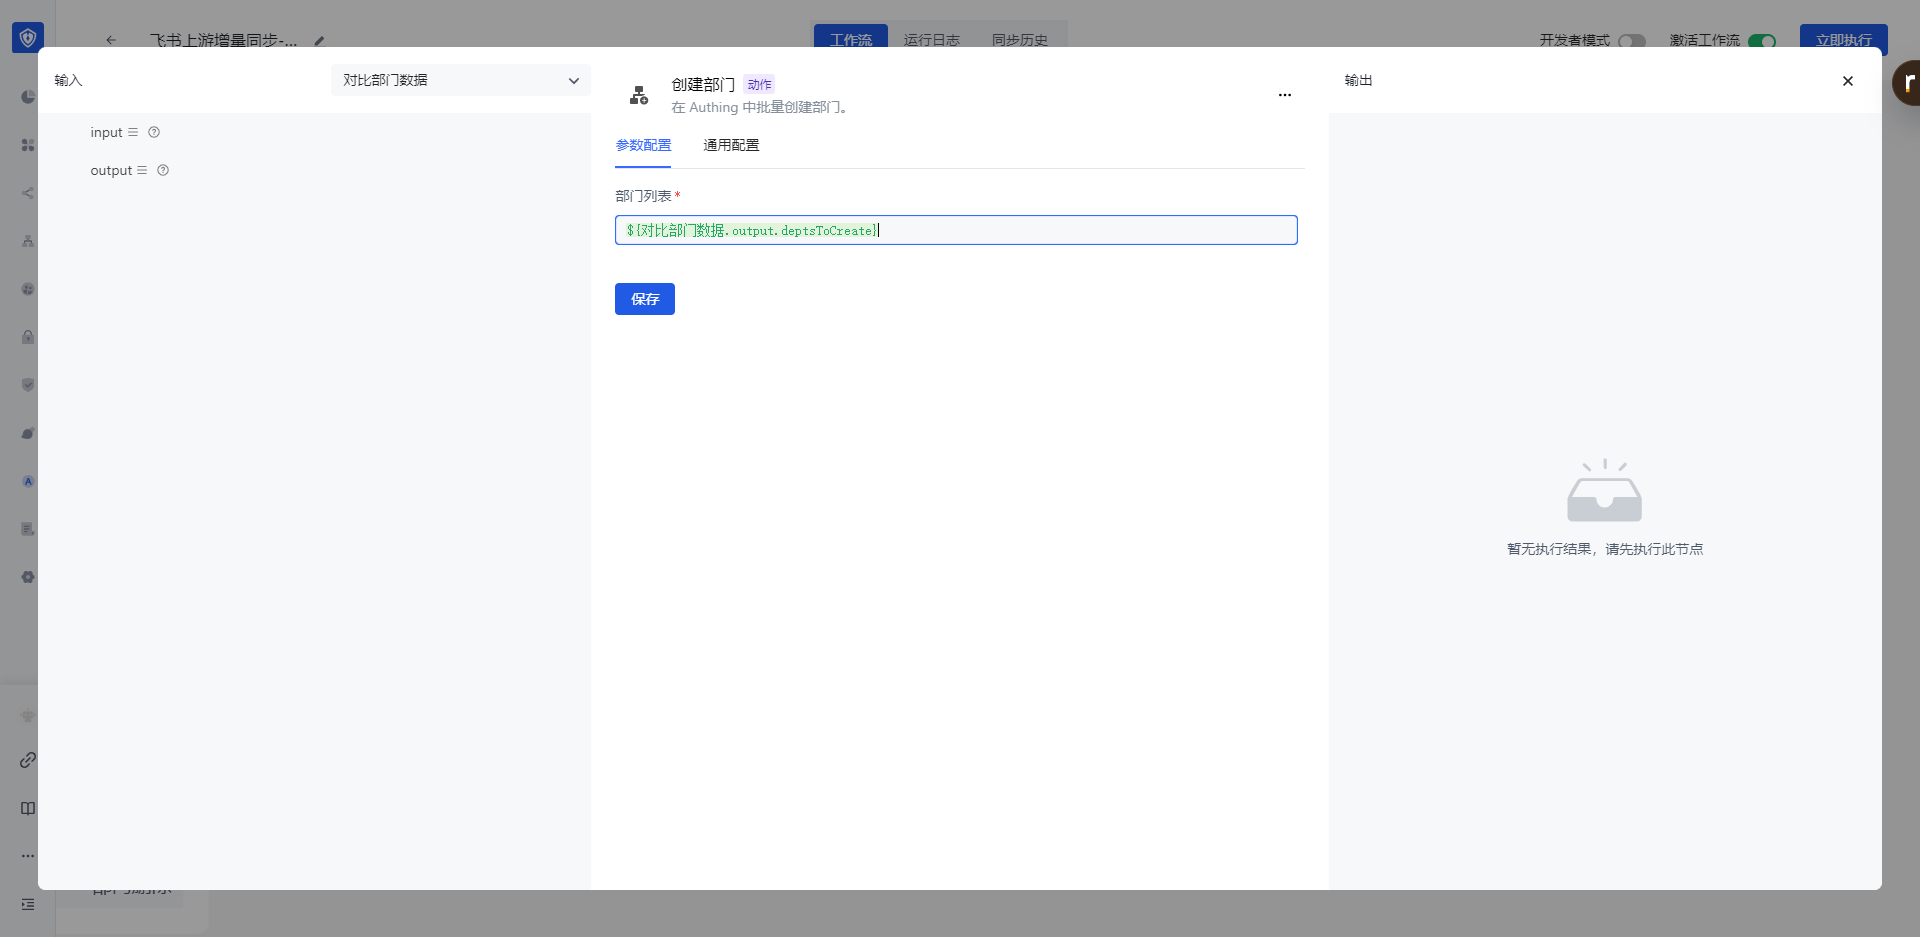 飞书上游增量同步-...
工作流
运行日志
同步历史
开发者模式
激活工作流
立即执行
输入
对比部门数据
input
output
创建部门
动作
在 Authing 中批量创建部门。
参数配置
通用配置
部门列表*
${对比部门数据.output.deptsToCreate}
保存
输出
暂无执行结果，请先执行此节点